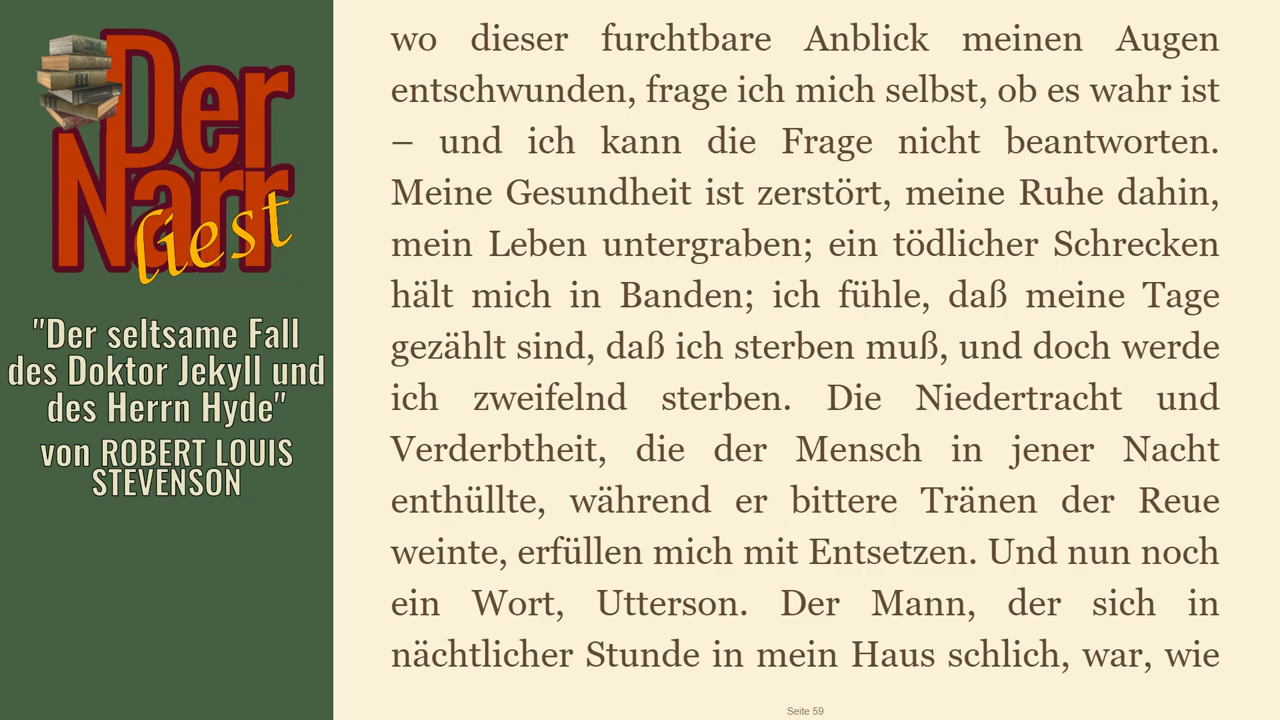 Der
Narr
liest
"Der seltsame Fall
des Doktor Jekyll und
des Herrn Hyde"
von ROBERT LOUIS
STEVENSON
wo dieser furchtbare Anblick meinen Augen
entschwunden, frage ich mich selbst, ob es wahr ist
– und ich kann die Frage nicht beantworten.
Meine Gesundheit ist zerstört, meine Ruhe dahin,
mein Leben untergraben; ein tödlicher Schrecken
hält mich in Banden; ich fühle, daß meine Tage
gezählt sind, daß ich sterben muß, und doch werde
ich zweifelnd sterben. Die Niedertracht und
Verderbtheit, die der Mensch in jener Nacht
enthüllte, während er bittere Tränen der Reue
weinte, erfüllen mich mit Entsetzen. Und nun noch
ein Wort, Utterson. Der Mann, der sich in
nächtlicher Stunde in mein Haus schlich, war, wie
Seite 59